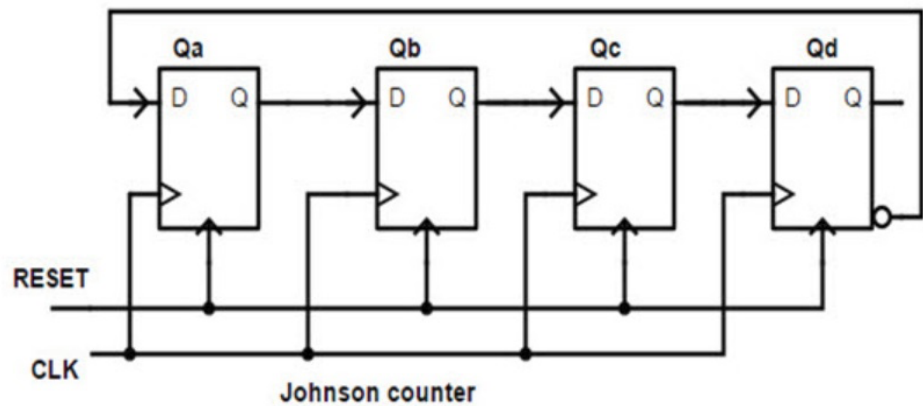 Qa Qb Qc Qd
D Q D Q D Q D Q
RESET
CLK
Johnson counter